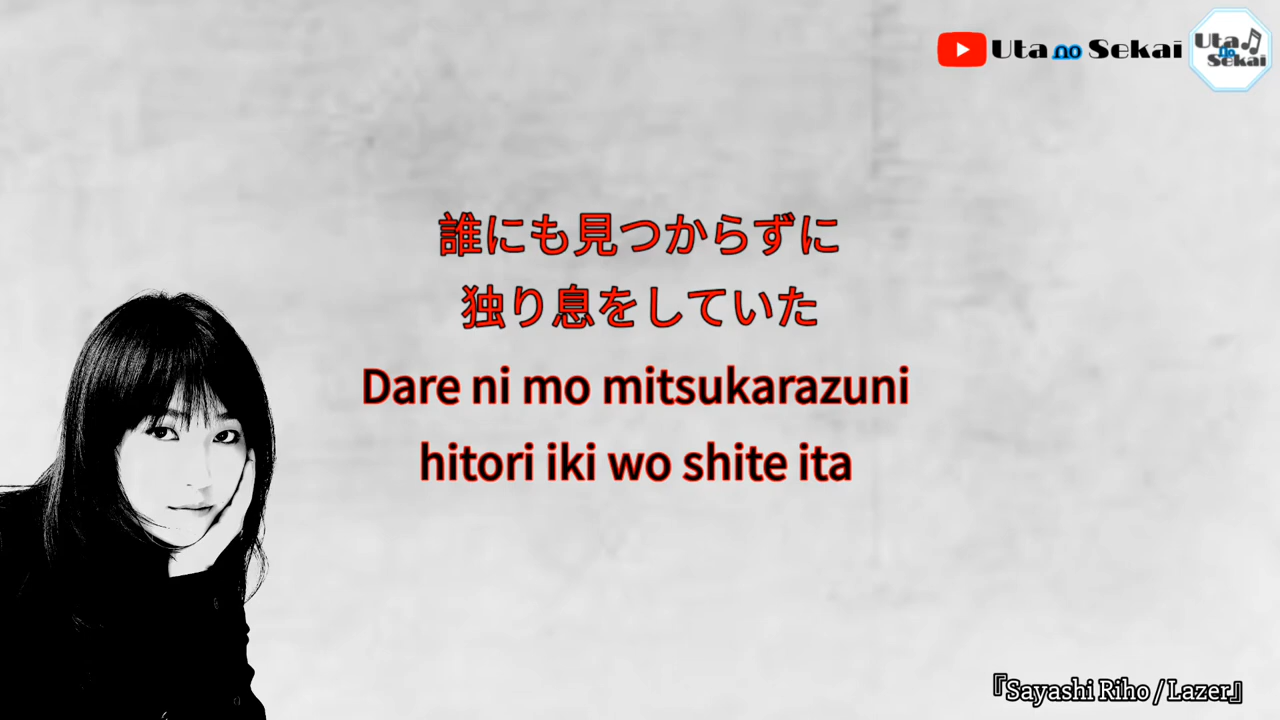 Uta no Sekai
Uta
no
Sekai
誰にも見つからずに
独り息をしていた
Dare ni mo mitsukarazuni
hitori iki wo shite ita
『Sayashi Riho / Lazer』